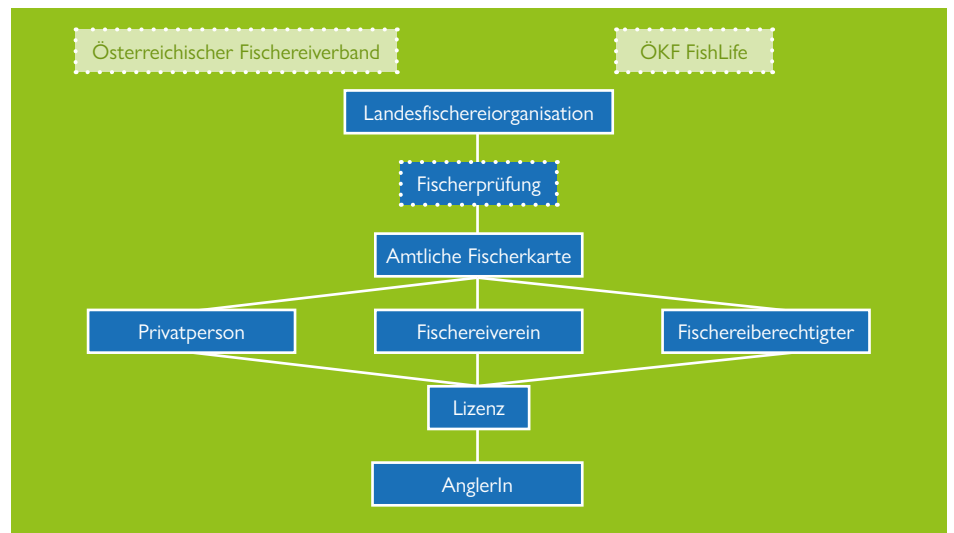 Österreichischer Fischereiverband
ÖKF FishLife
Landesfischereiorganisation
Fischerprüfung
Amtliche Fischerkarte
Privatperson
Fischereiverein
Fischereiberechtigter
Lizenz
AnglerIn